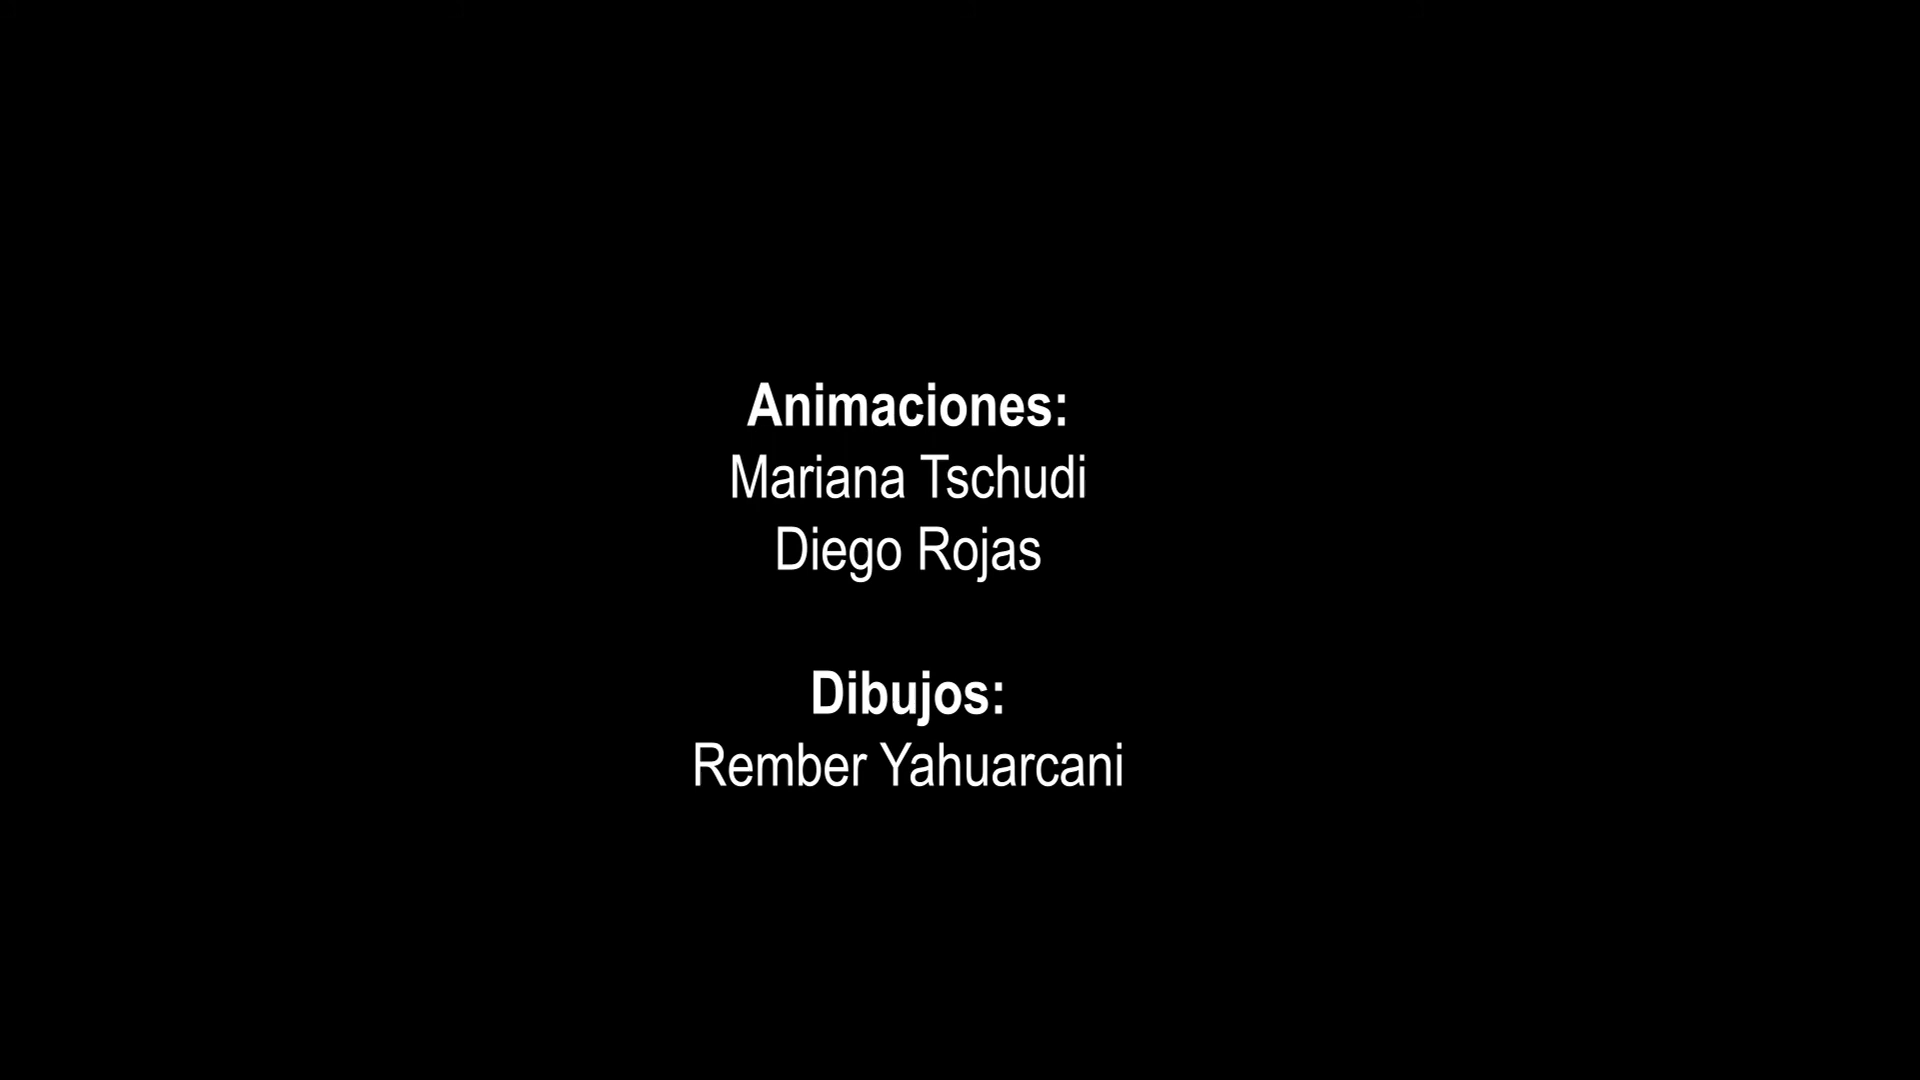 Animaciones:
Mariana Tschudi
Diego Rojas
Dibujos:
Rember Yahuarcani